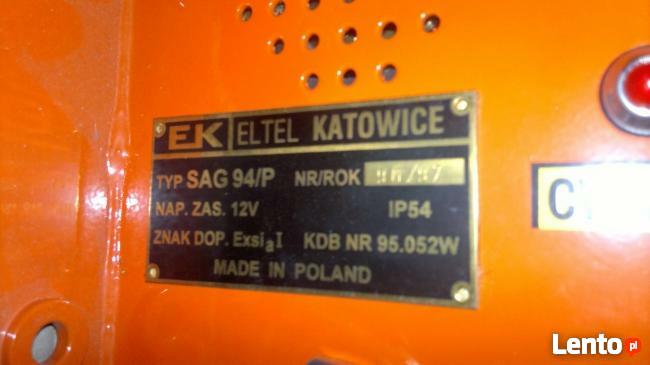 EK ELTEL KATOWICE
TYP SAG 94/P NR/ROK
NAP. ZAS. 12V IP54
ZNAK DOP. ExsiaI KDB NR 95.052W
MADE IN POLAND
Lento.pl